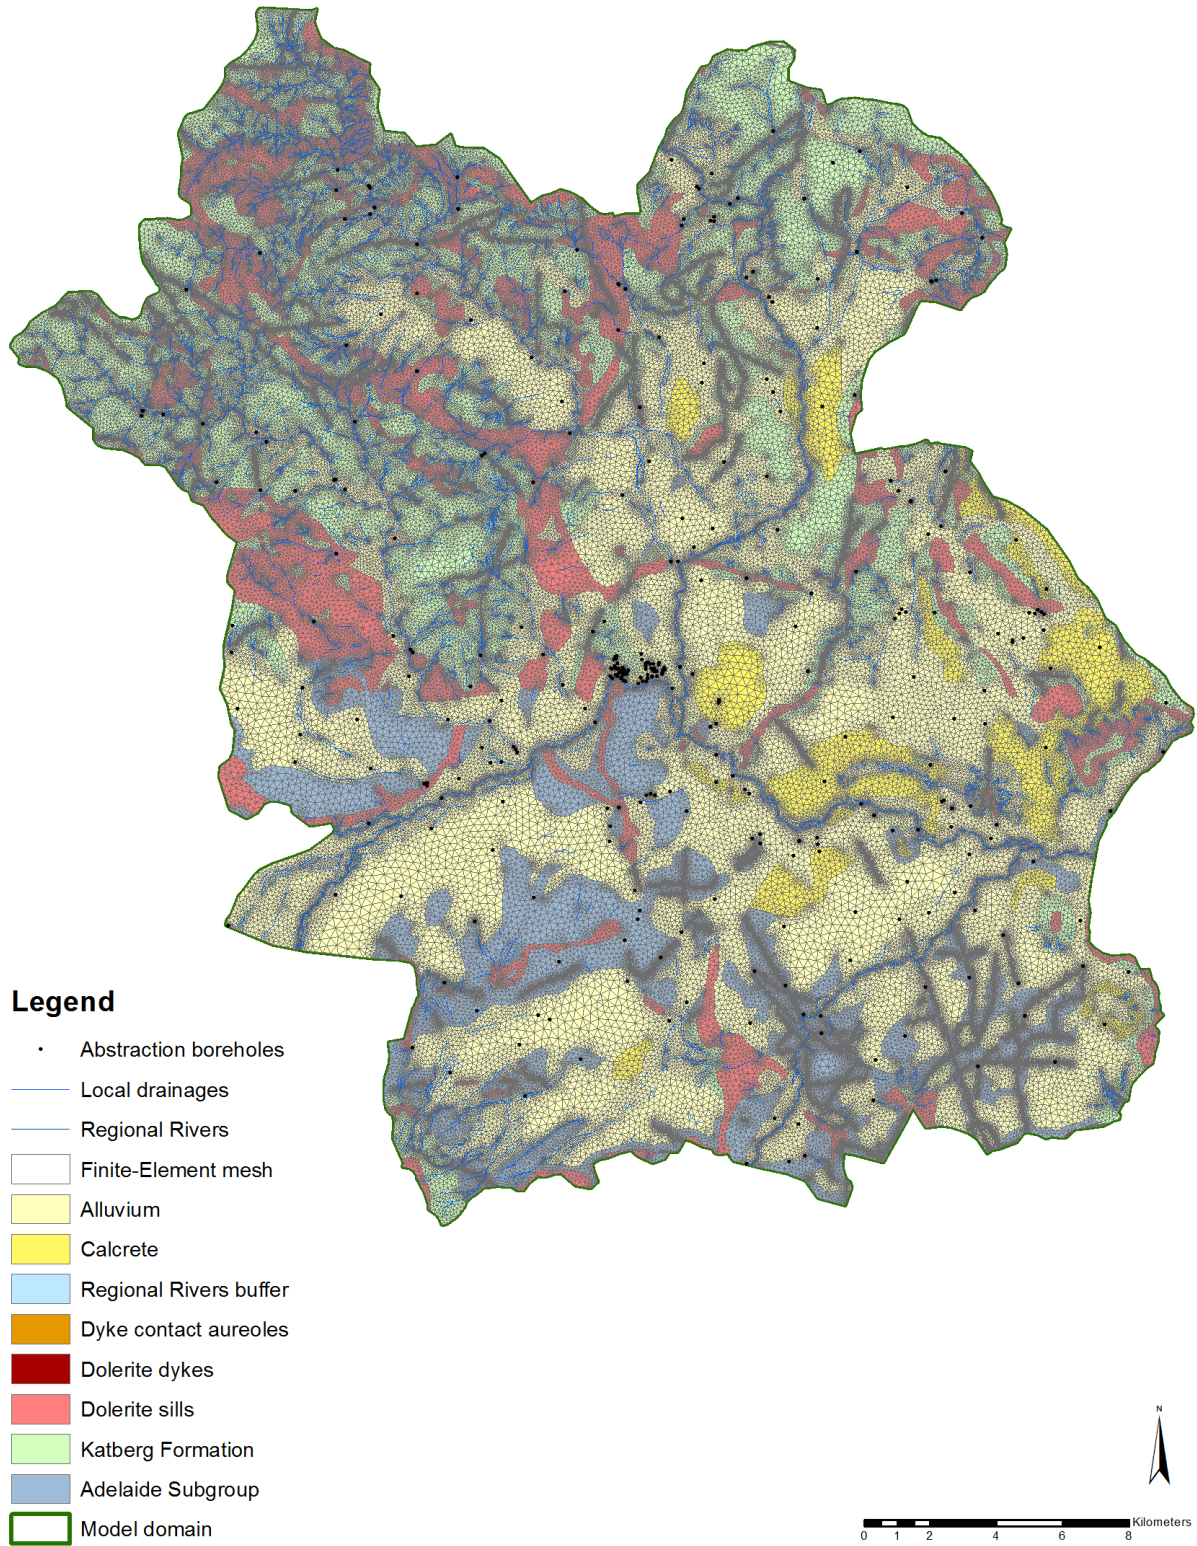 Legend
Abstraction boreholes
Local drainages
Regional Rivers
Finite-Element mesh
Alluvium
Calcrete
Regional Rivers buffer
Dyke contact aureoles
Dolerite dykes
Dolerite sills
Katberg Formation
Adelaide Subgroup
Model domain
N
Kilometers
0 1 2 4 6 8